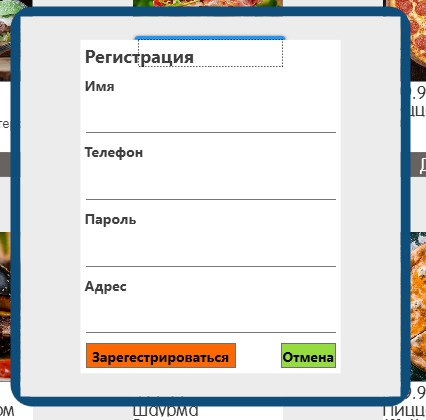 Регистрация
Имя
Телефон
Пароль
Адрес
Зарегестрироваться
Отмена
Шаурма